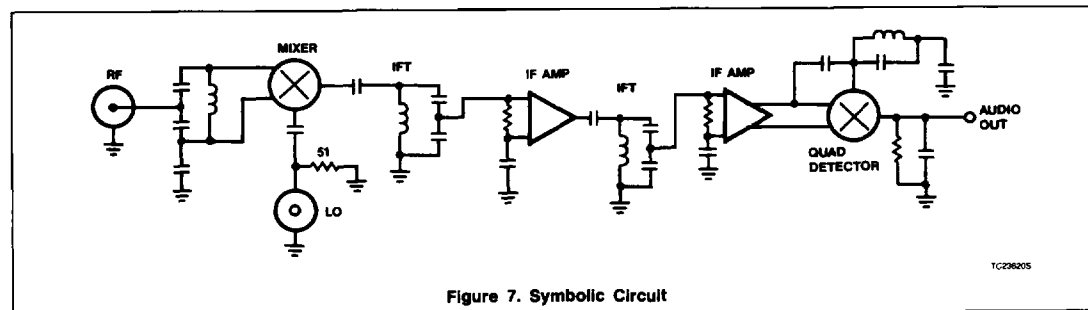 RF
MIXER
IFT
IF AMP
IFT
IF AMP
51
LO
QUAD
DETECTOR
AUDIO
OUT
TC23620S
Figure 7. Symbolic Circuit